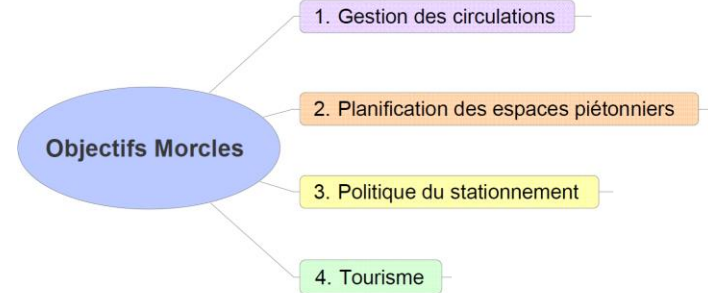 1. Gestion des circulations
2. Planification des espaces piétonniers
Objectifs Morcles
3. Politique du stationnement
4. Tourisme